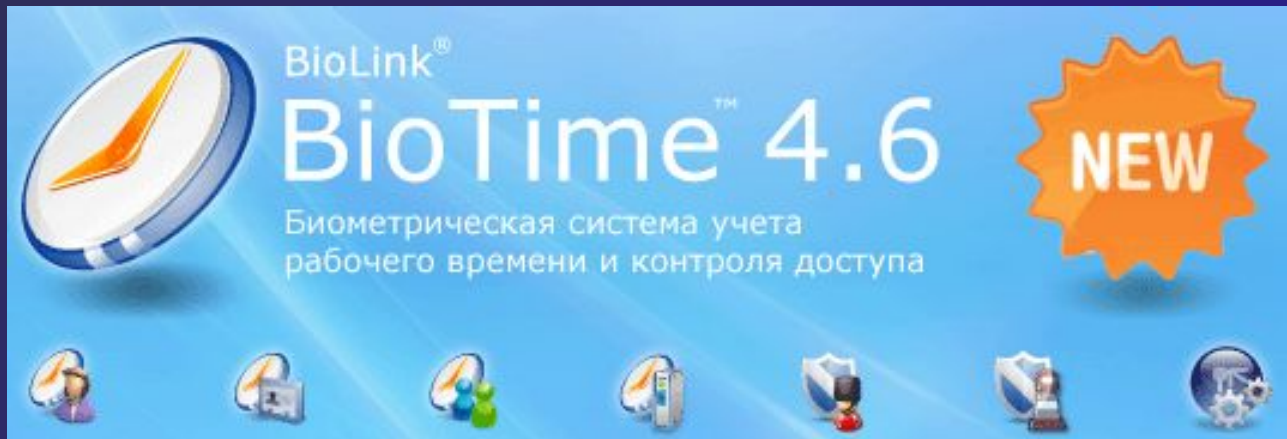 BioLink®
BioTime™ 4.6
NEW
Биометрическая система учета
рабочего времени и контроля доступа